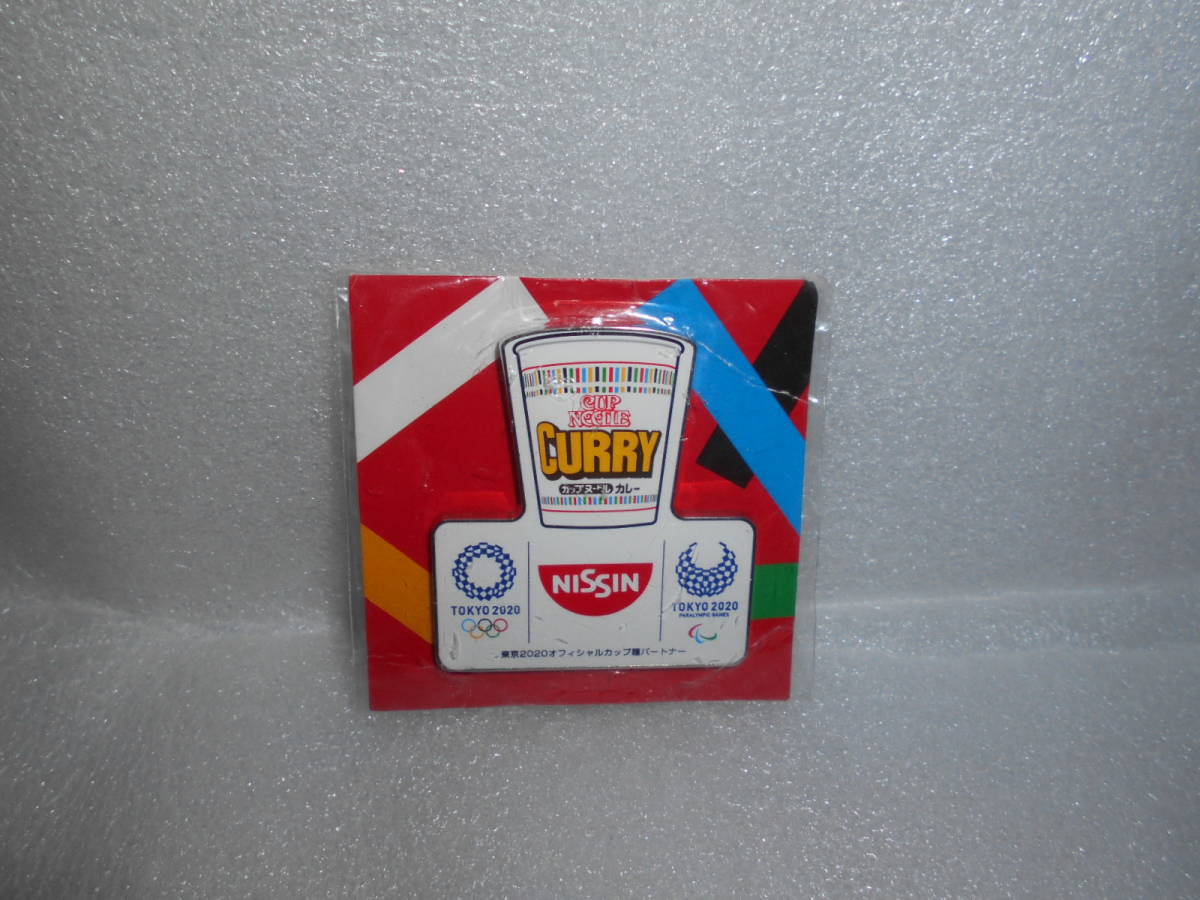 CUP
NOODLE
CURRY
カップヌードル カレー
TOKYO 2020
NISSIN
TOKYO 2020
PARALYMPIC GAMES
東京2020オフィシャルカップ麺パートナー